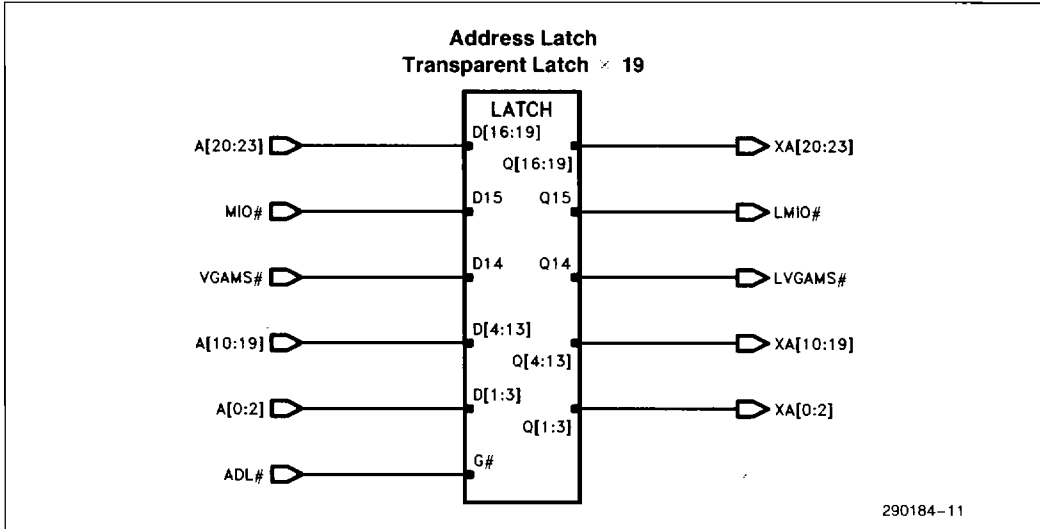 Address Latch
Transparent Latch × 19
LATCH
A[20:23] D[16:19] Q[16:19] XA[20:23]
MIO# D15 Q15 LMIO#
VGAMS# D14 Q14 LVGAMS#
A[10:19] D[4:13] Q[4:13] XA[10:19]
A[0:2] D[1:3] Q[1:3] XA[0:2]
ADL# G#
290184-11